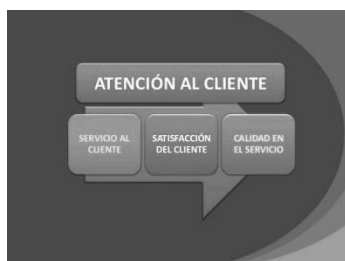 ATENCIÓN AL CLIENTE
SERVICIO AL
CLIENTE
SATISFACCIÓN
DEL CLIENTE
CALIDAD EN
EL SERVICIO